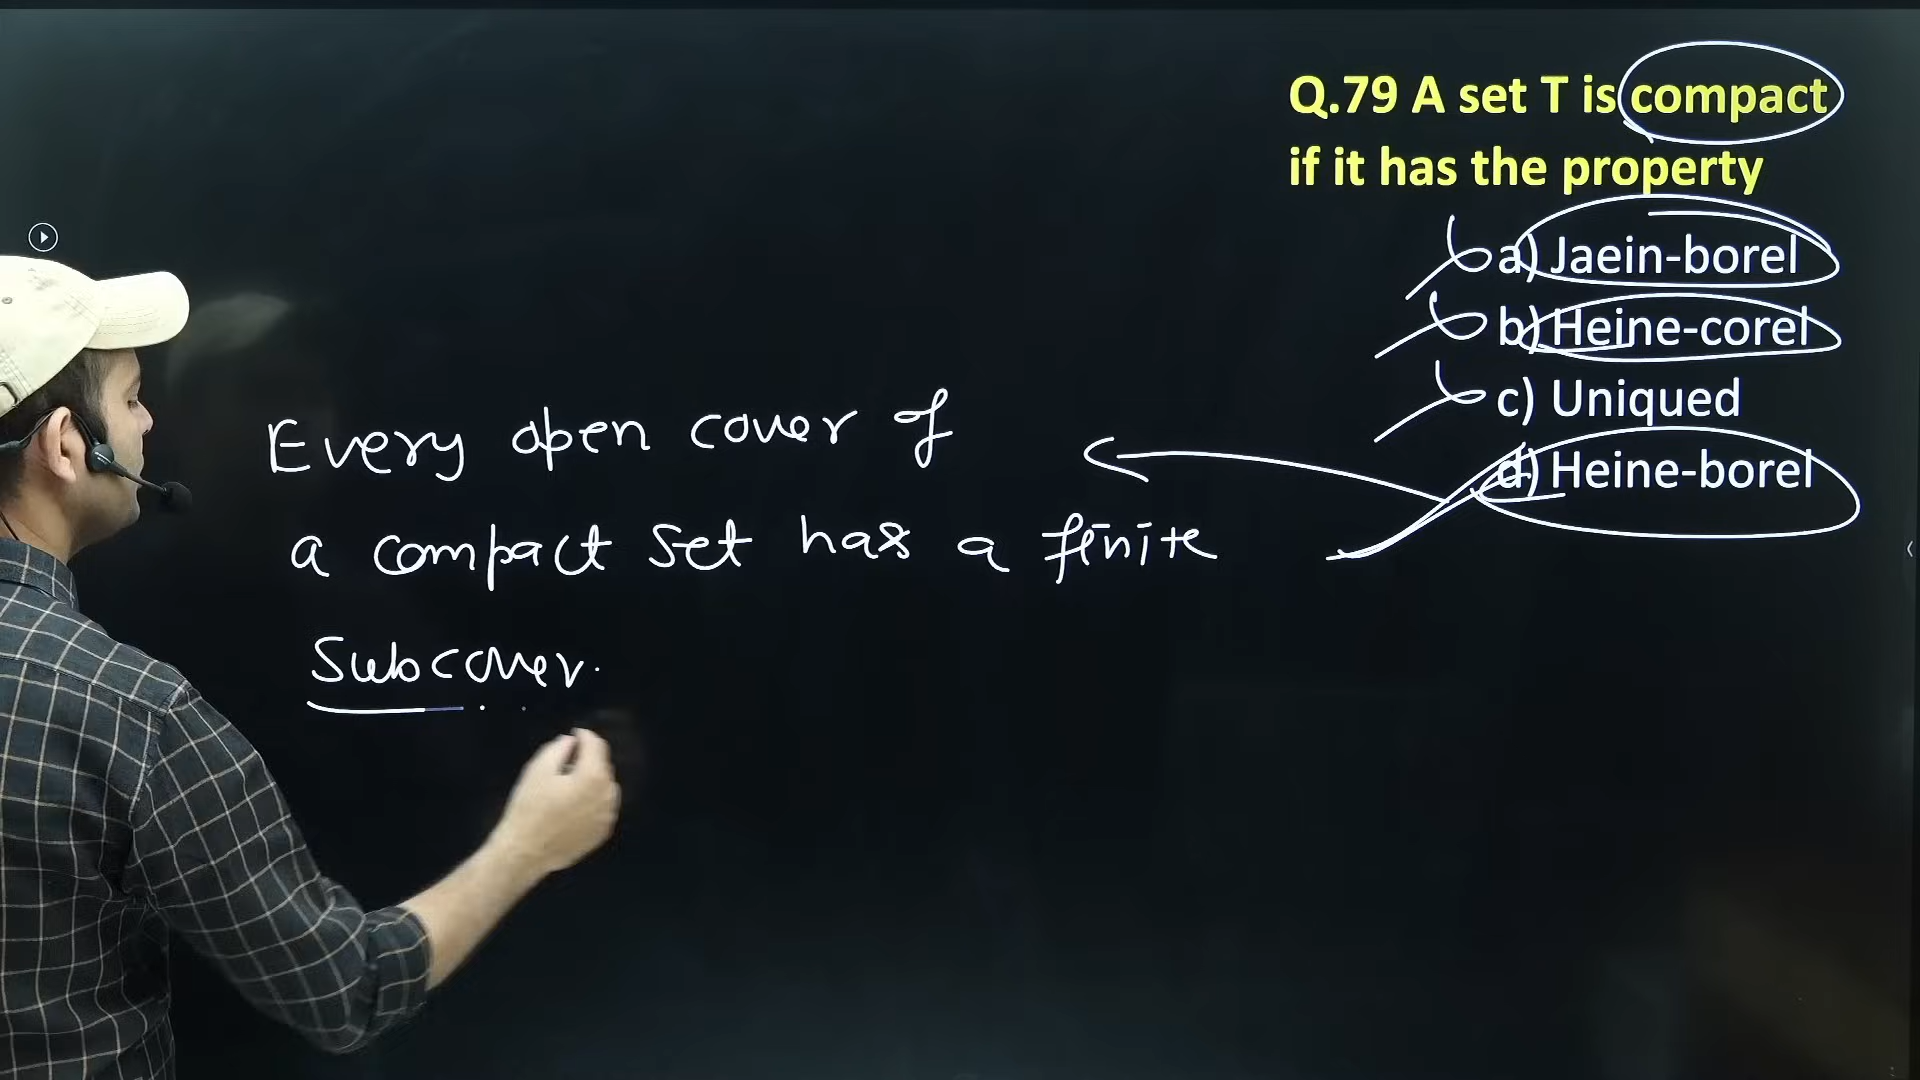 Q.79 A set T is compact
if it has the property
a) Jaein-borel
b) Heine-corel
c) Uniqued
d) Heine-borel
Every open cover of
a compact set has a finite
Subcover.